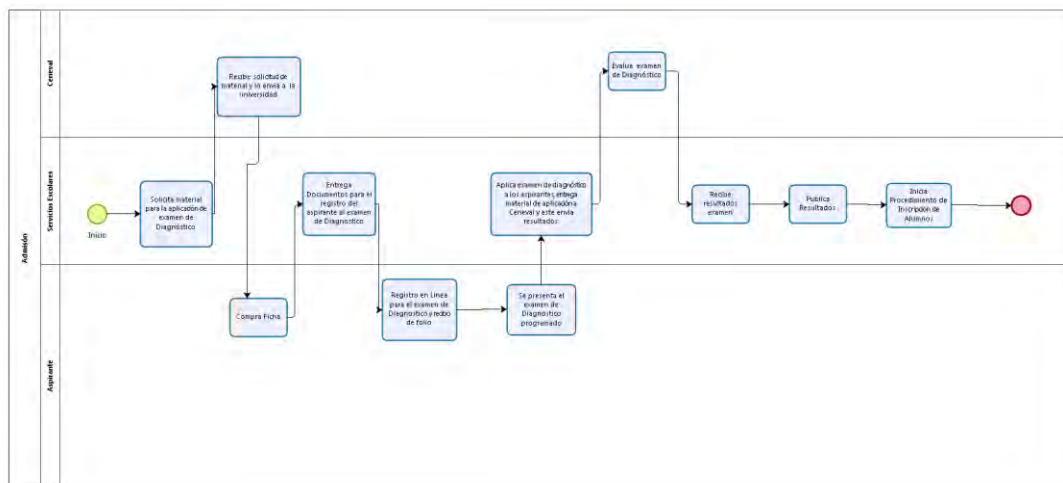 Admisión
Ceneval
Servicios Escolares
Aspirante
Inicio
Solicita material
para la aplicación de
examen de
Diagnóstico
Recibe solicitud de
material y lo envía a la
Universidad
Compra Ficha
Entrega
Documentos para el
registro del
aspirante al examen
de Diagnóstico
Registro en Línea
para el examen de
Diagnostico y recibo
de folio
Se presenta el
examen de
Diagnóstico
programado
Aplica examen de diagnóstico
a los aspirantes, entrega
material de aplicación a
Ceneval y este envía
resultados
Evalua examen
de Diagnóstico
Recibe
resultados
examen
Publica
Resultados
Inicia
Procedimiento de
Inscripción de
Alumnos